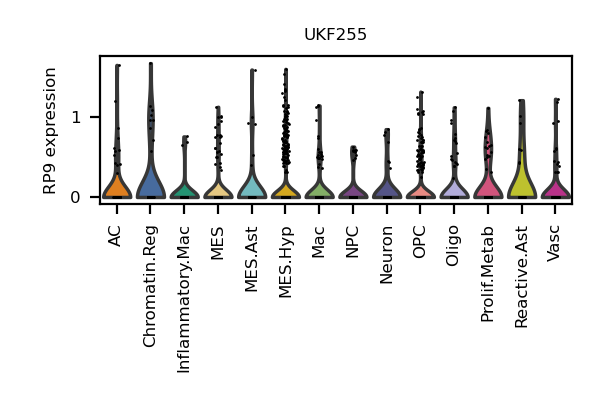 UKF255
RP9 expression
1
0
AC
Chromatin.Reg
Inflammatory.Mac
MES
MES.Ast
MES.Hyp
Mac
NPC
Neuron
OPC
Oligo
Prolif.Metab
Reactive.Ast
Vasc